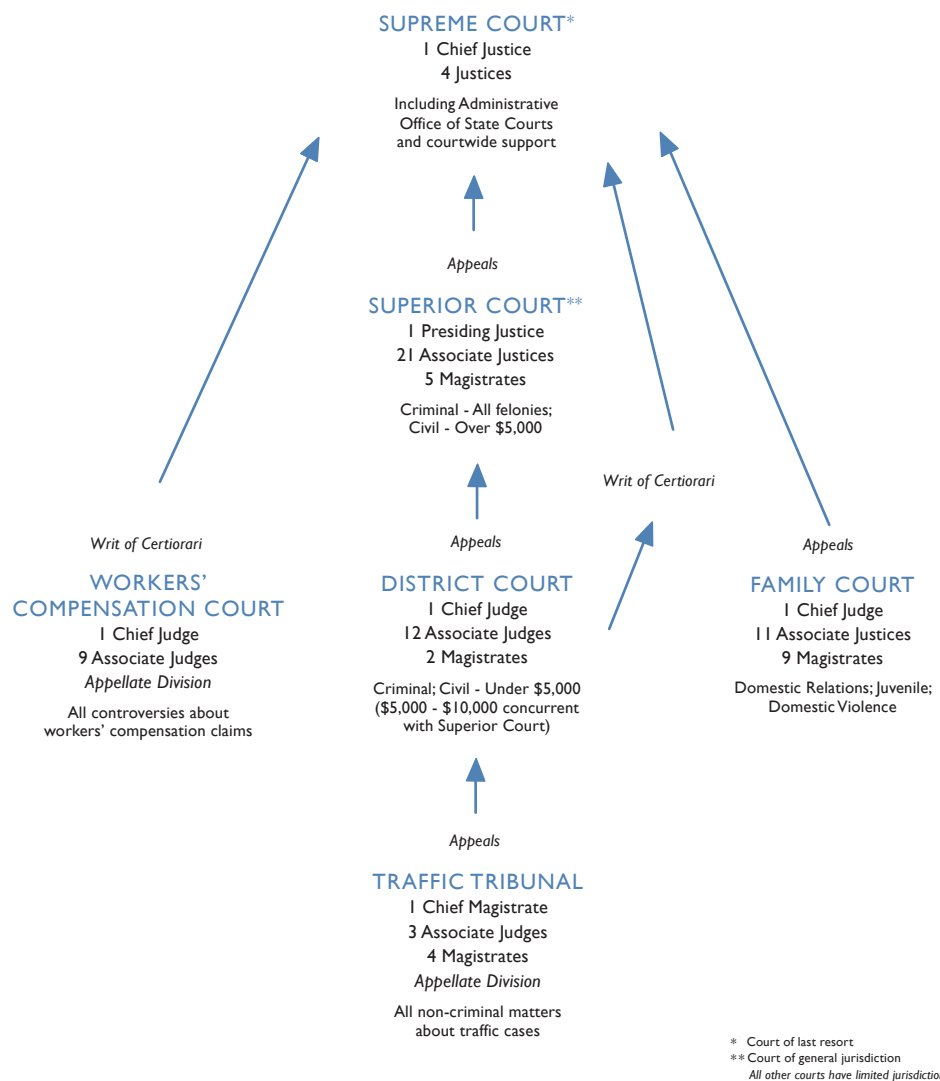 SUPREME COURT*
1 Chief Justice
4 Justices
Including Administrative
Office of State Courts
and courtwide support
Appeals
SUPERIOR COURT**
1 Presiding Justice
21 Associate Justices
5 Magistrates
Criminal - All felonies;
Civil - Over $5,000
Writ of Certiorari
Writ of Certiorari
WORKERS'
COMPENSATION COURT
1 Chief Judge
9 Associate Judges
Appellate Division
All controversies about
workers' compensation claims
Appeals
DISTRICT COURT
1 Chief Judge
12 Associate Judges
2 Magistrates
Criminal; Civil - Under $5,000
($5,000 - $10,000 concurrent
with Superior Court)
Appeals
FAMILY COURT
1 Chief Judge
11 Associate Justices
9 Magistrates
Domestic Relations; Juvenile;
Domestic Violence
Appeals
TRAFFIC TRIBUNAL
1 Chief Magistrate
3 Associate Judges
4 Magistrates
Appellate Division
All non-criminal matters
about traffic cases
* Court of last resort
** Court of general jurisdiction
All other courts have limited jurisdictio